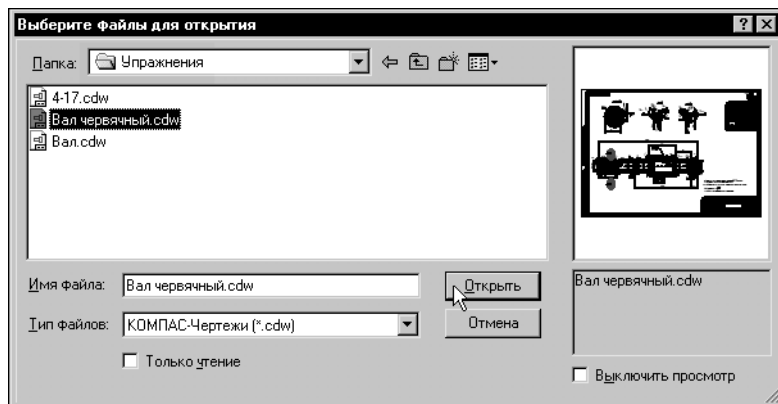 Выберите файлы для открытия
Папка: Упражнения
4-17.cdw
Вал червячный.cdw
Вал.cdw
Имя файла: Вал червячный.cdw Открыть
Тип файлов: КОМПАС-Чертежи (*.cdw) Отмена
Только чтение
Вал червячный.cdw
Выключить просмотр